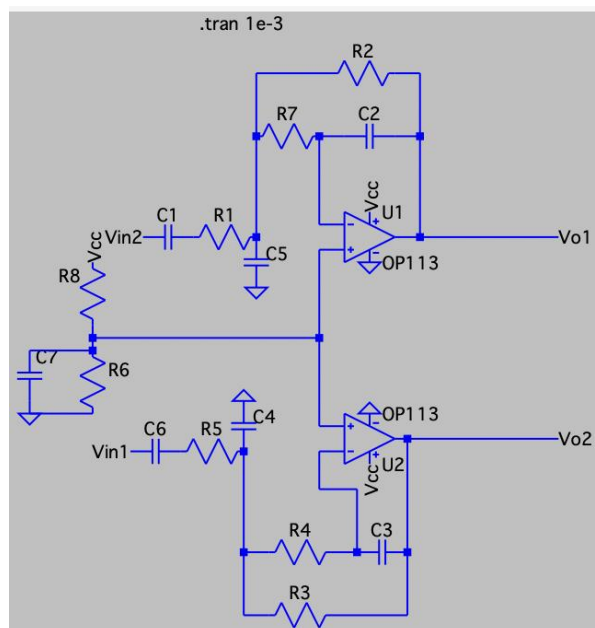 .tran 1e-3
R2
R7
C2
Vcc
U1
C1
R1
Vin2
C5
OP113
Vo1
Vcc
R8
C7
R6
C4
OP113
C6
R5
Vin1
Vo2
Vcc
U2
R4
C3
R3